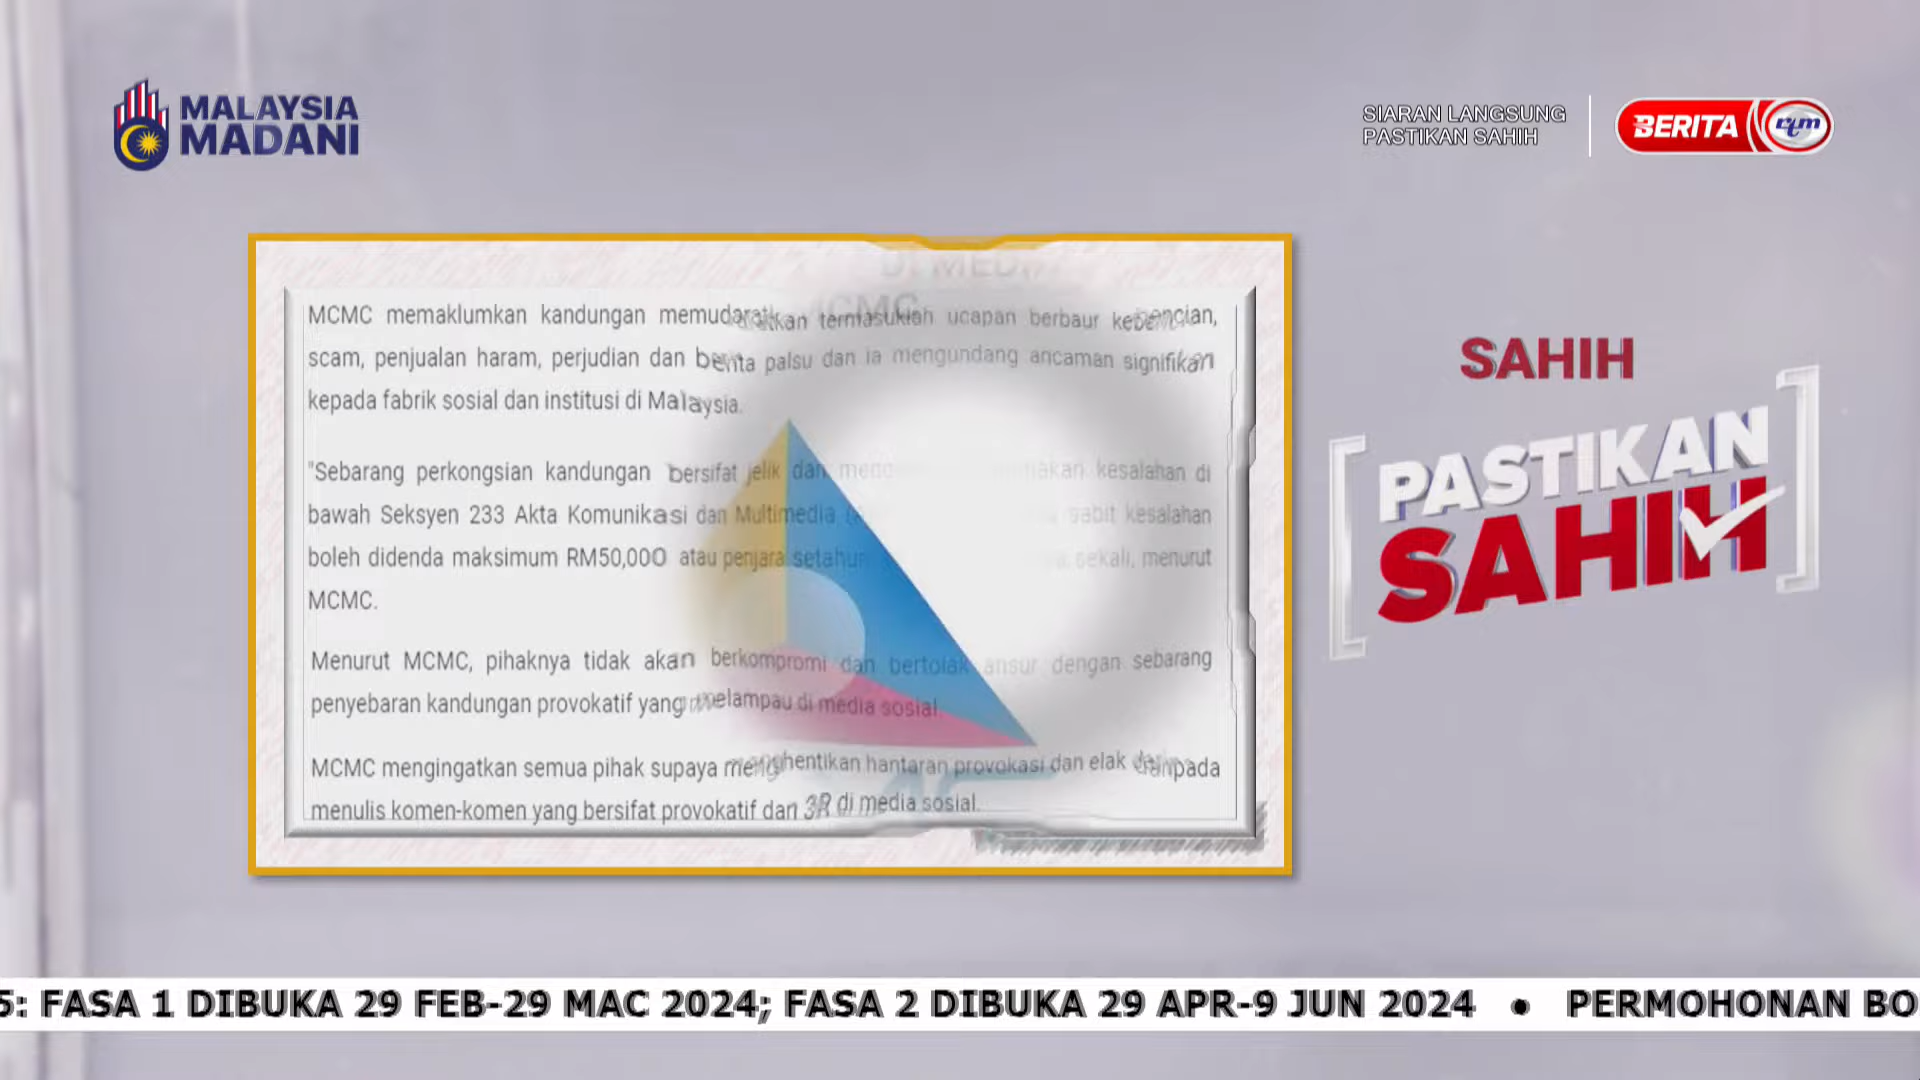 MALAYSIA
MADANI
SIARAN LANGSUNG
PASTIKAN SAHIH
BERITA rtm
MCMC memaklumkan kandungan memudaratkan termasuklah ucapan berbaur kebencian,
scam, penjualan haram, perjudian dan berita palsu dan ia mengundang ancaman signifikan
kepada fabrik sosial dan institusi di Malaysia.
"Sebarang perkongsian kandungan bersifat jelik dan kesalahan di
bawah Seksyen 233 Akta Komunikasi dan Multimedia sabit kesalahan
boleh didenda maksimum RM50,000 atau penjara setahun sekali, menurut
MCMC.
Menurut MCMC, pihaknya tidak akan berkompromi dan bertolak ansur dengan sebarang
penyebaran kandungan provokatif yang melampau di media sosial.
MCMC mengingatkan semua pihak supaya menghentikan hantaran provokasi dan elak daripada
menulis komen-komen yang bersifat provokatif dan 3R di media sosial.
SAHIH
PASTIKAN
SAHIH
5: FASA 1 DIBUKA 29 FEB-29 MAC 2024; FASA 2 DIBUKA 29 APR-9 JUN 2024 • PERMOHONAN BO